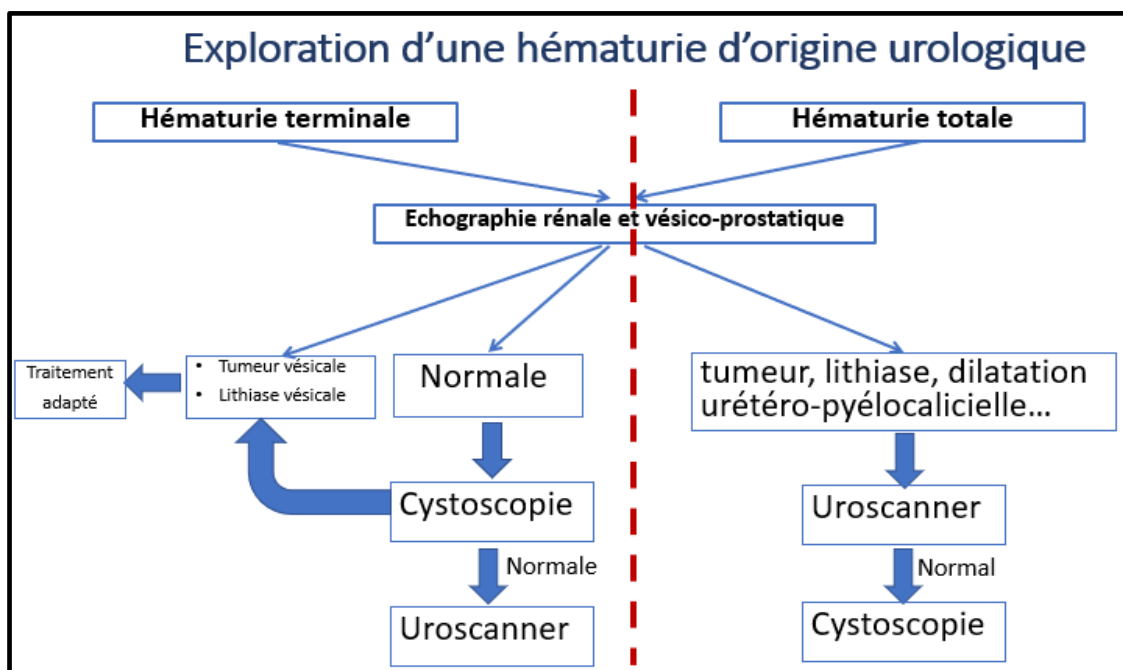 Exploration d’une hématurie d’origine urologique
Hématurie terminale
Hématurie totale
Echographie rénale et vésico-prostatique
Traitement
adapté
• Tumeur vésicale
• Lithiase vésicale
Normale
tumeur, lithiase, dilatation
urétéro-pyélocalicielle...
Cystoscopie
Uroscanner
Normale
Normal
Uroscanner
Cystoscopie